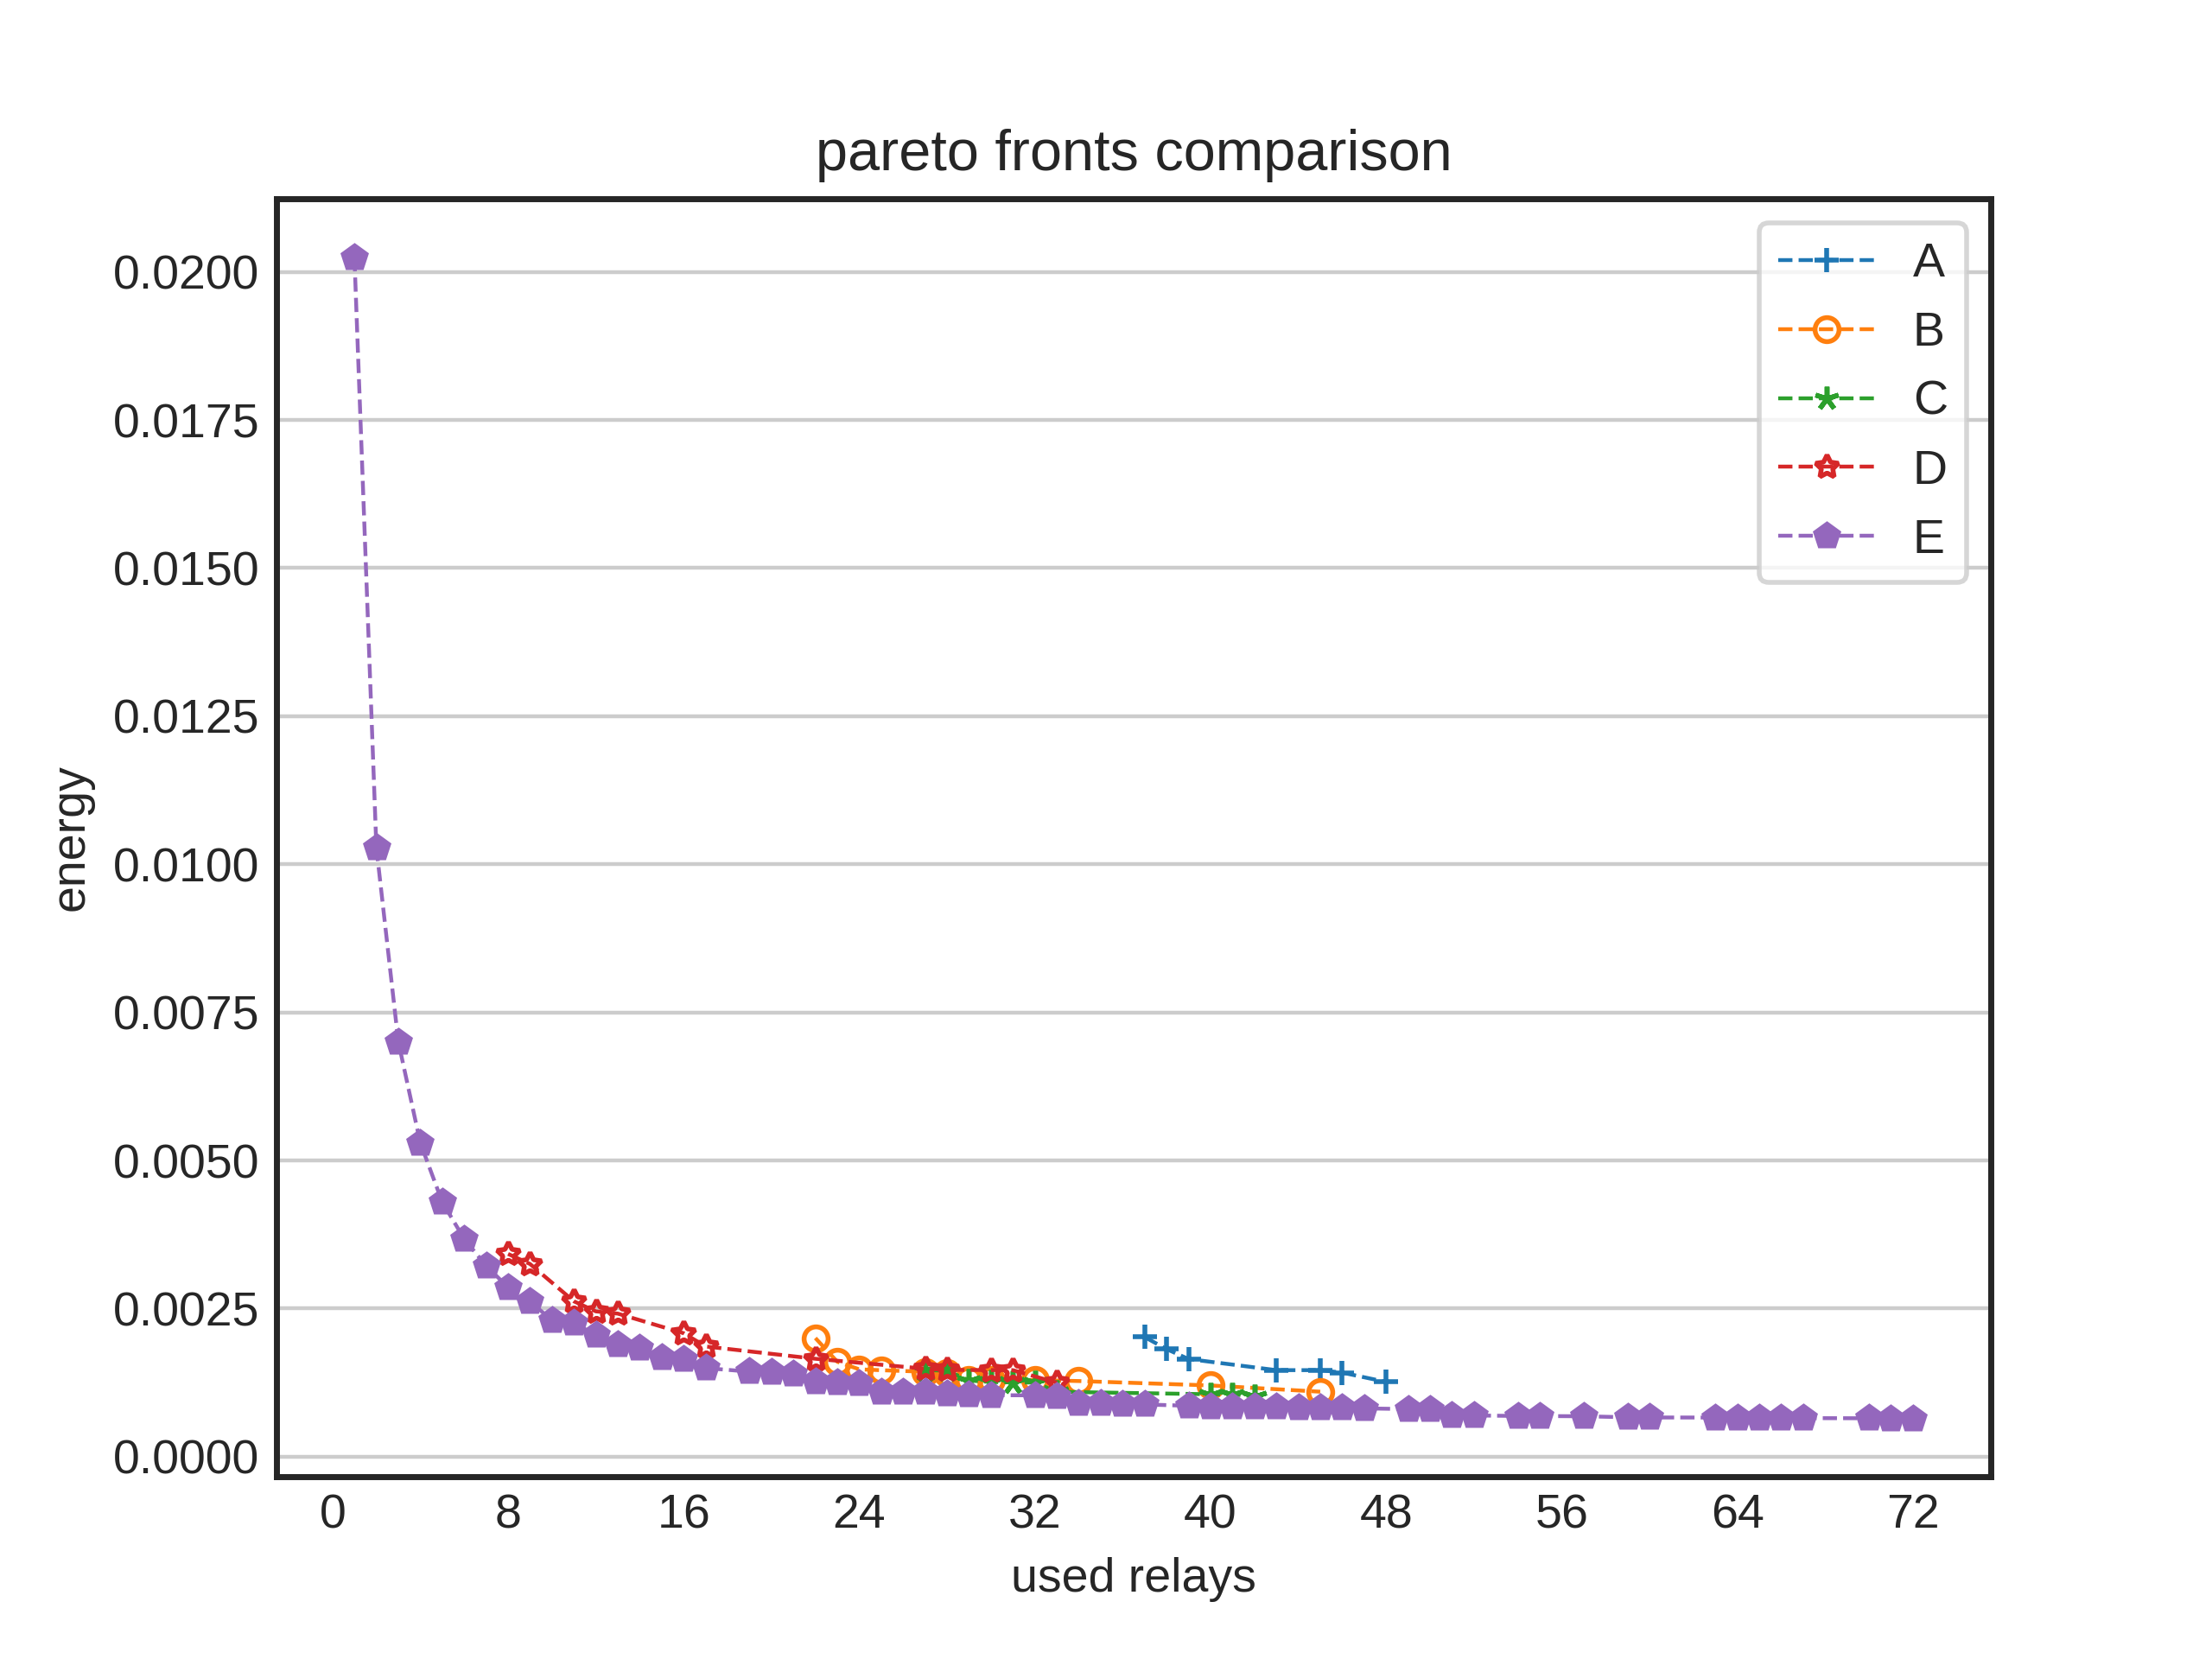 pareto fronts comparison
0.0200
0.0175
0.0150
0.0125
0.0100
0.0075
0.0050
0.0025
0.0000
energy
A
B
C
D
E
0 8 16 24 32 40 48 56 64 72
used relays